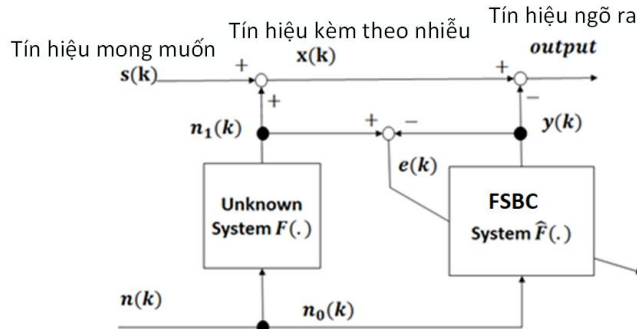 Tín hiệu mong muốn
Tín hiệu kèm theo nhiễu
Tín hiệu ngõ ra
s(k)
+
x(k)
+
output
+
−
n₁(k)
+
−
y(k)
e(k)
Unknown
System F(.)
FSBC
System F̂(.)
n(k)
n₀(k)